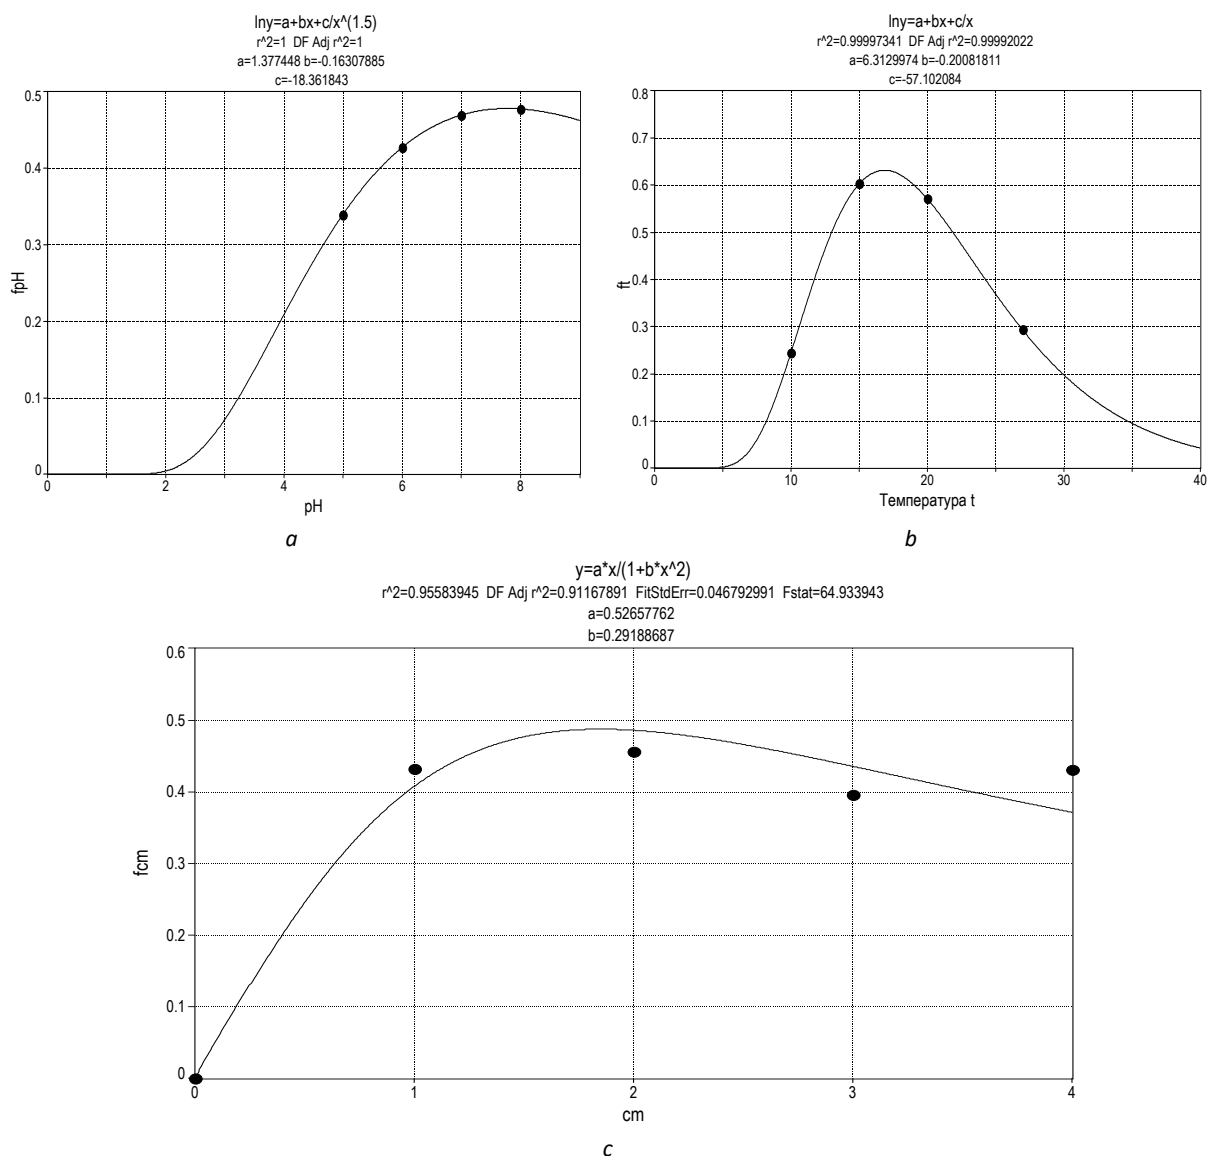 lny=a+bx+c/x^(1.5)
r^2=1 DF Adj r^2=1
a=1.377448 b=-0.16307885
c=-18.361843
0.5
0.4
0.3
0.2
0.1
0
fpH
0 2 4 6 8
pH
a
lny=a+bx+c/x
r^2=0.99997341 DF Adj r^2=0.99992022
a=6.3129974 b=-0.20081811
c=-57.102084
0.8
0.7
0.6
0.5
0.4
0.3
0.2
0.1
0
ft
0 10 20 30 40
Температура t
b
y=a*x/(1+b*x^2)
r^2=0.95583945 DF Adj r^2=0.91167891 FitStdErr=0.046792991 Fstat=64.933943
a=0.52657762
b=0.29188687
0.6
0.5
0.4
0.3
0.2
0.1
0
fcm
0 1 2 3 4
cm
c